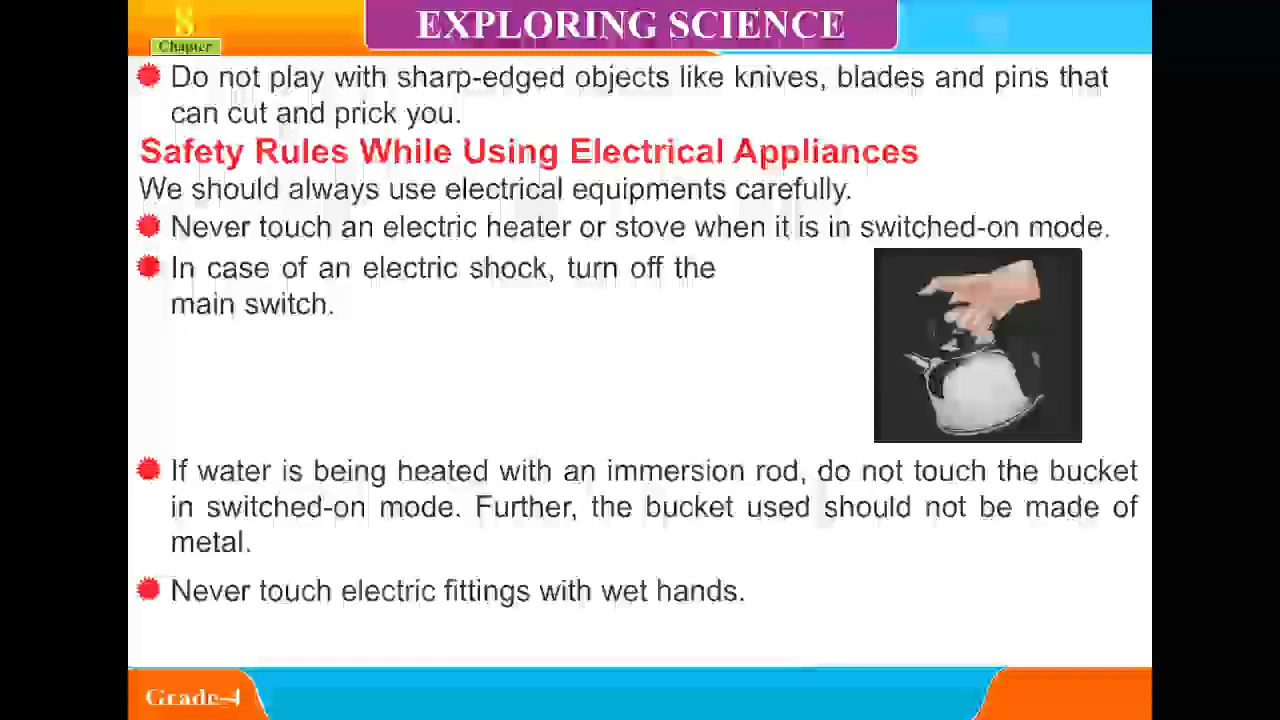 8
Chapter
EXPLORING SCIENCE
Do not play with sharp-edged objects like knives, blades and pins that
can cut and prick you.
Safety Rules While Using Electrical Appliances
We should always use electrical equipments carefully.
Never touch an electric heater or stove when it is in switched-on mode.
In case of an electric shock, turn off the
main switch.
If water is being heated with an immersion rod, do not touch the bucket
in switched-on mode. Further, the bucket used should not be made of
metal.
Never touch electric fittings with wet hands.
Grade-4